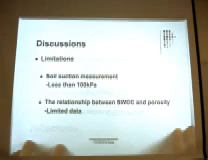 Discussions
• Limitations
• Soil suction measurement
-Less than 100kPa
• The relationship between SWCC and porosity
-Limited data